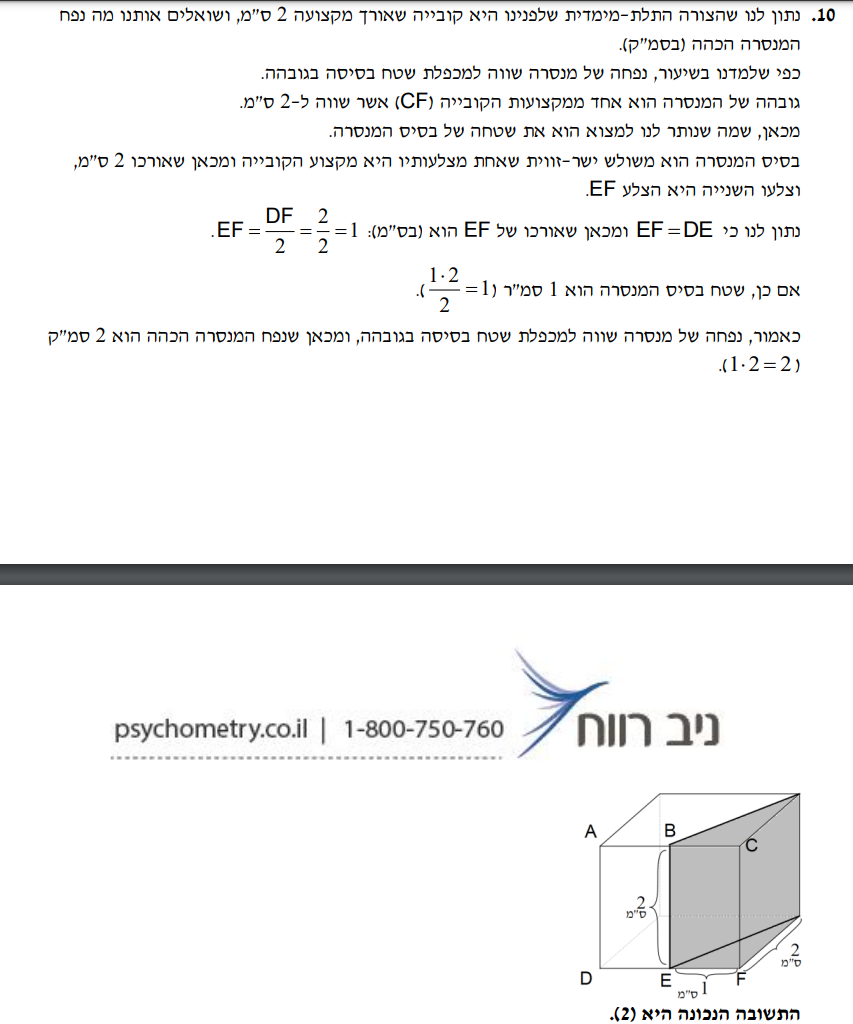 10. נתון לנו שהצורה התלת-מימדית שלפנינו היא קובייה שאורך מקצועה 2 ס"מ, ושואלים אותנו מה נפח
המנסרה הכהה (בסמ"ק).
כפי שלמדנו בשיעור, נפחה של מנסרה שווה למכפלת שטח בסיסה בגובהה.
גובהה של המנסרה הוא אחד ממקצועות הקובייה (CF) אשר שווה ל-2 ס"מ.
מכאן, שמה שנותר לנו למצוא הוא את שטחה של בסיס המנסרה.
בסיס המנסרה הוא משולש ישר-זווית שאחת מצלעותיו היא מקצוע הקובייה ומכאן שאורכו 2 ס"מ,
וצלעו השנייה היא הצלע EF.
נתון לנו כי EF = DE ומכאן שאורכו של EF הוא (בס"מ): EF = DF/2 = 2/2 = 1.
אם כן, שטח בסיס המנסרה הוא 1 סמ"ר (1·2/2 = 1).
כאמור, נפחה של מנסרה שווה למכפלת שטח בסיסה בגובהה, ומכאן שנפח המנסרה הכהה הוא 2 סמ"ק
(1·2 = 2).
ניב רווח
psychometry.co.il | 1-800-750-760
A B C
2
ס"מ
2
ס"מ
D E F
1 ס"מ
התשובה הנכונה היא (2).